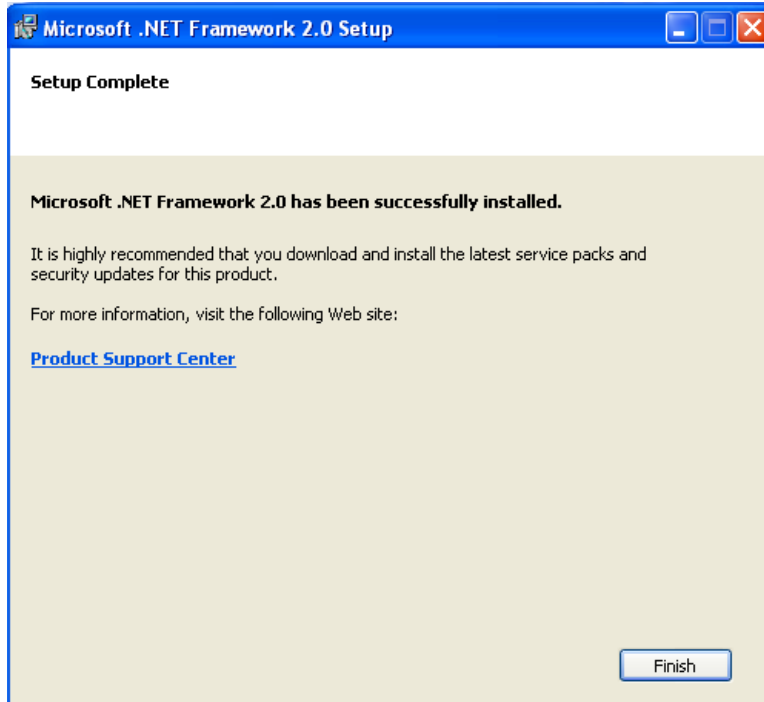 Microsoft .NET Framework 2.0 Setup
Setup Complete
Microsoft .NET Framework 2.0 has been successfully installed.
It is highly recommended that you download and install the latest service packs and
security updates for this product.
For more information, visit the following Web site:
Product Support Center
Finish